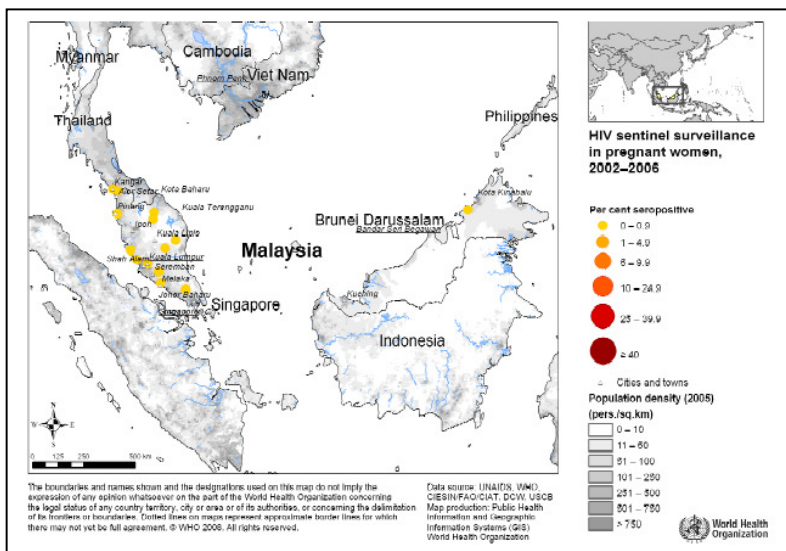 Myanmar
Cambodia
Phnom Penh
Viet Nam
Thailand
Philippines
Kangar
Alor Setar
Kota Baharu
Pinang
Kuala Terengganu
Ipoh
Kuala Lipis
Shah Alam
Kuala Lumpur
Seremban
Melaka
Johor Baharu
Singapore
Singapore
Malaysia
Kota Kinabalu
Brunei Darussalam
Bandar Seri Begawan
Kuching
Indonesia
N
W
E
S
0 125 250 500 km
HIV sentinel surveillance
in pregnant women,
2002–2006
Per cent seropositive
0 – 0.9
1 – 4.9
5 – 9.9
10 – 24.9
25 – 39.9
≥ 40
Cities and towns
Population density (2005)
(pers./sq.km)
0 – 10
11 – 50
51 – 100
101 – 250
251 – 500
501 – 750
> 750
The boundaries and names shown and the designations used on this map do not imply the
expression of any opinion whatsoever on the part of the World Health Organization concerning
the legal status of any country territory, city or area or of its authorities, or concerning the delimitation
of its frontiers or boundaries. Dotted lines on maps represent approximate border lines for which
there may not yet be full agreement. © WHO 2008. All rights reserved.
Data source: UNAIDS, WHO,
CIESIN/FAO/CIAT, DCW, USCB
Map production: Public Health
Information and Geographic
Information Systems (GIS)
World Health Organization
World Health
Organization